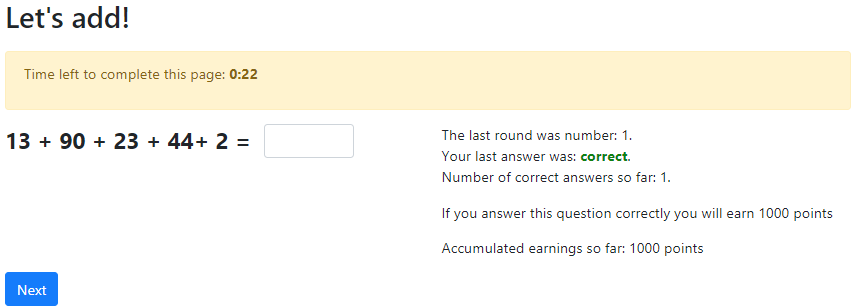 Let's add!
Time left to complete this page: 0:22
13 + 90 + 23 + 44+ 2 =
The last round was number: 1.
Your last answer was: correct.
Number of correct answers so far: 1.
If you answer this question correctly you will earn 1000 points
Accumulated earnings so far: 1000 points
Next